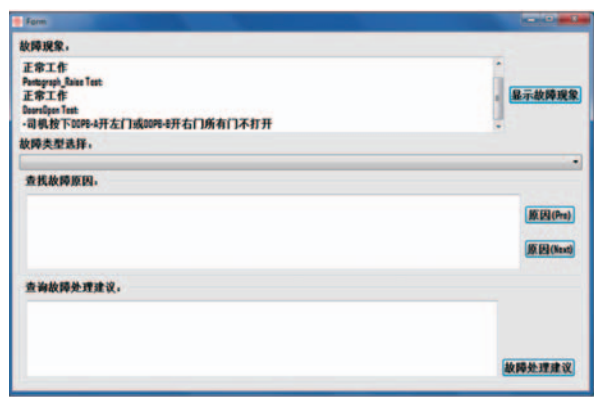 Form
故障现象，
正常工作
Pantograph_Raise Test:
正常工作
DoorsOpen Test:
-司机按下DOPB-A开左门或DOPB-B开右门所有门不打开
显示故障现象
故障类型选择，
查找故障原因，
原因(Pre)
原因(Next)
查询故障处理建议，
故障处理建议